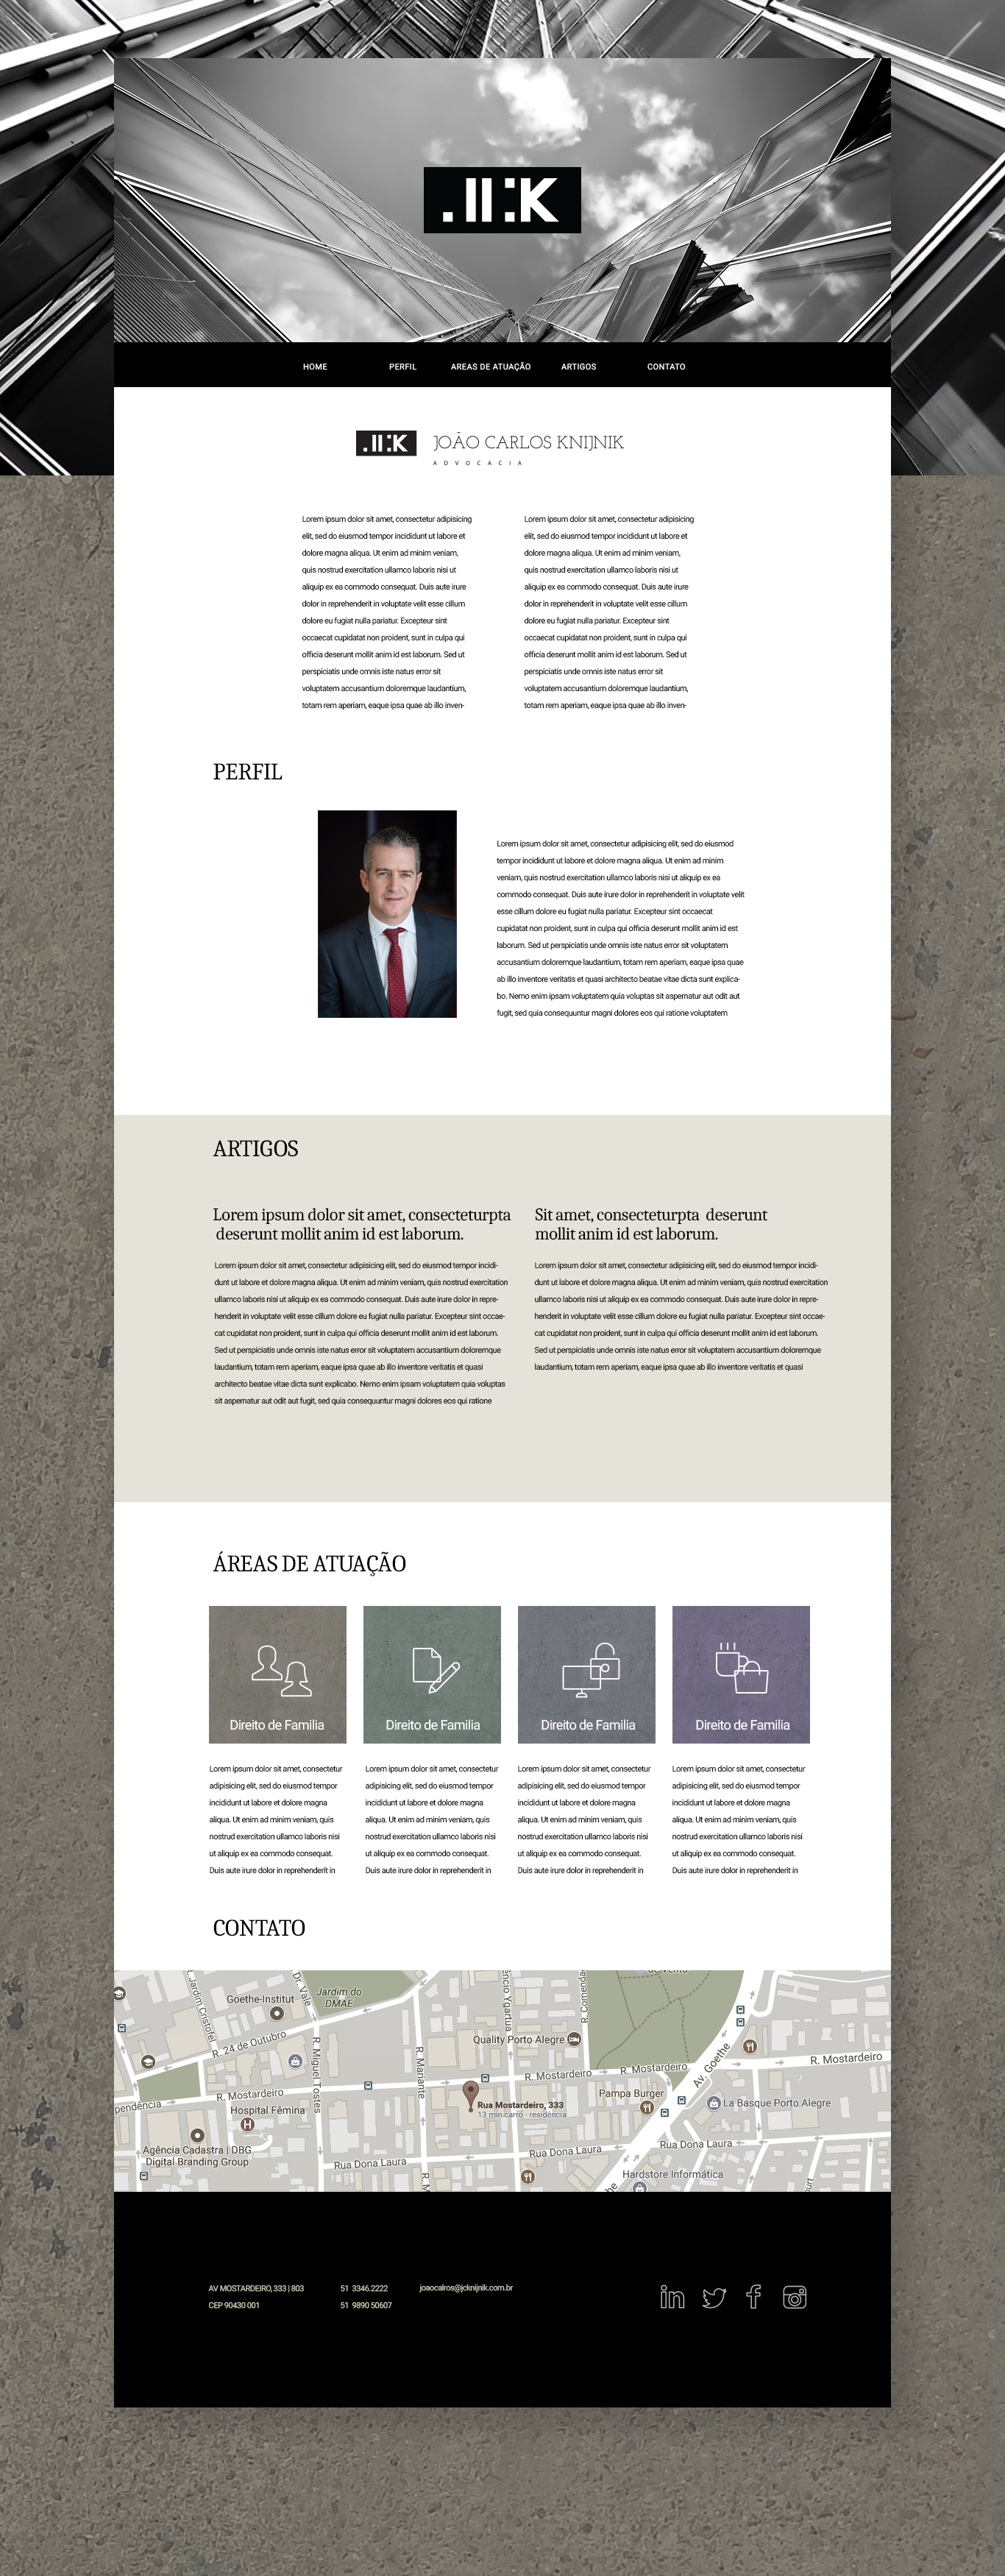 .II:K
HOME PERFIL AREAS DE ATUAÇÃO ARTIGOS CONTATO
.II:K JOÃO CARLOS KNIJNIK
ADVOCACIA
Lorem ipsum dolor sit amet, consectetur adipisicing
elit, sed do eiusmod tempor incididunt ut labore et
dolore magna aliqua. Ut enim ad minim veniam,
quis nostrud exercitation ullamco laboris nisi ut
aliquip ex ea commodo consequat. Duis aute irure
dolor in reprehenderit in voluptate velit esse cillum
dolore eu fugiat nulla pariatur. Excepteur sint
occaecat cupidatat non proident, sunt in culpa qui
officia deserunt mollit anim id est laborum. Sed ut
perspiciatis unde omnis iste natus error sit
voluptatem accusantium doloremque laudantium,
totam rem aperiam, eaque ipsa quae ab illo inven-
Lorem ipsum dolor sit amet, consectetur adipisicing
elit, sed do eiusmod tempor incididunt ut labore et
dolore magna aliqua. Ut enim ad minim veniam,
quis nostrud exercitation ullamco laboris nisi ut
aliquip ex ea commodo consequat. Duis aute irure
dolor in reprehenderit in voluptate velit esse cillum
dolore eu fugiat nulla pariatur. Excepteur sint
occaecat cupidatat non proident, sunt in culpa qui
officia deserunt mollit anim id est laborum. Sed ut
perspiciatis unde omnis iste natus error sit
voluptatem accusantium doloremque laudantium,
totam rem aperiam, eaque ipsa quae ab illo inven-
PERFIL
Lorem ipsum dolor sit amet, consectetur adipisicing elit, sed do eiusmod
tempor incididunt ut labore et dolore magna aliqua. Ut enim ad minim
veniam, quis nostrud exercitation ullamco laboris nisi ut aliquip ex ea
commodo consequat. Duis aute irure dolor in reprehenderit in voluptate velit
esse cillum dolore eu fugiat nulla pariatur. Excepteur sint occaecat
cupidatat non proident, sunt in culpa qui officia deserunt mollit anim id est
laborum. Sed ut perspiciatis unde omnis iste natus error sit voluptatem
accusantium doloremque laudantium, totam rem aperiam, eaque ipsa quae
ab illo inventore veritatis et quasi architecto beatae vitae dicta sunt explica-
bo. Nemo enim ipsam voluptatem quia voluptas sit aspernatur aut odit aut
fugit, sed quia consequuntur magni dolores eos qui ratione voluptatem
ARTIGOS
Lorem ipsum dolor sit amet, consecteturpta
deserunt mollit anim id est laborum.
Lorem ipsum dolor sit amet, consectetur adipisicing elit, sed do eiusmod tempor incidi-
dunt ut labore et dolore magna aliqua. Ut enim ad minim veniam, quis nostrud exercitation
ullamco laboris nisi ut aliquip ex ea commodo consequat. Duis aute irure dolor in repre-
henderit in voluptate velit esse cillum dolore eu fugiat nulla pariatur. Excepteur sint occae-
cat cupidatat non proident, sunt in culpa qui officia deserunt mollit anim id est laborum.
Sed ut perspiciatis unde omnis iste natus error sit voluptatem accusantium doloremque
laudantium, totam rem aperiam, eaque ipsa quae ab illo inventore veritatis et quasi
architecto beatae vitae dicta sunt explicabo. Nemo enim ipsam voluptatem quia voluptas
sit aspernatur aut odit aut fugit, sed quia consequuntur magni dolores eos qui ratione
Sit amet, consecteturpta deserunt
mollit anim id est laborum.
Lorem ipsum dolor sit amet, consectetur adipisicing elit, sed do eiusmod tempor incidi-
dunt ut labore et dolore magna aliqua. Ut enim ad minim veniam, quis nostrud exercitation
ullamco laboris nisi ut aliquip ex ea commodo consequat. Duis aute irure dolor in repre-
henderit in voluptate velit esse cillum dolore eu fugiat nulla pariatur. Excepteur sint occae-
cat cupidatat non proident, sunt in culpa qui officia deserunt mollit anim id est laborum.
Sed ut perspiciatis unde omnis iste natus error sit voluptatem accusantium doloremque
laudantium, totam rem aperiam, eaque ipsa quae ab illo inventore veritatis et quasi
ÁREAS DE ATUAÇÃO
Direito de Familia
Direito de Familia
Direito de Familia
Direito de Familia
Lorem ipsum dolor sit amet, consectetur
adipisicing elit, sed do eiusmod tempor
incididunt ut labore et dolore magna
aliqua. Ut enim ad minim veniam, quis
nostrud exercitation ullamco laboris nisi
ut aliquip ex ea commodo consequat.
Duis aute irure dolor in reprehenderit in
Lorem ipsum dolor sit amet, consectetur
adipisicing elit, sed do eiusmod tempor
incididunt ut labore et dolore magna
aliqua. Ut enim ad minim veniam, quis
nostrud exercitation ullamco laboris nisi
ut aliquip ex ea commodo consequat.
Duis aute irure dolor in reprehenderit in
Lorem ipsum dolor sit amet, consectetur
adipisicing elit, sed do eiusmod tempor
incididunt ut labore et dolore magna
aliqua. Ut enim ad minim veniam, quis
nostrud exercitation ullamco laboris nisi
ut aliquip ex ea commodo consequat.
Duis aute irure dolor in reprehenderit in
Lorem ipsum dolor sit amet, consectetur
adipisicing elit, sed do eiusmod tempor
incididunt ut labore et dolore magna
aliqua. Ut enim ad minim veniam, quis
nostrud exercitation ullamco laboris nisi
ut aliquip ex ea commodo consequat.
Duis aute irure dolor in reprehenderit in
CONTATO
R. Jardim Cristofel
Dr. Vale
Jardim do
DMAE
Goethe-Institut
R. 24 de Outubro
R. Miguel Tostes
R. Mariante
R. Comendador
Quality Porto Alegre
R. Mostardeiro
R. Mostardeiro
R. Mostardeiro
Av. Goethe
R. Mostardeiro
pendência
Hospital Fêmina
H
Rua Mostardeiro, 333
13 min carro - residência
Pampa Burger
La Basque Porto Alegre
Agência Cadastra | DBG
Digital Branding Group
Rua Dona Laura
Rua Dona Laura
Rua Dona Laura
Hardstore Informática
AV MOSTARDEIRO, 333 | 803
CEP 90430 001
51 3346.2222
51 9890 50607
joaocalros@jcknijnik.com.br
in f